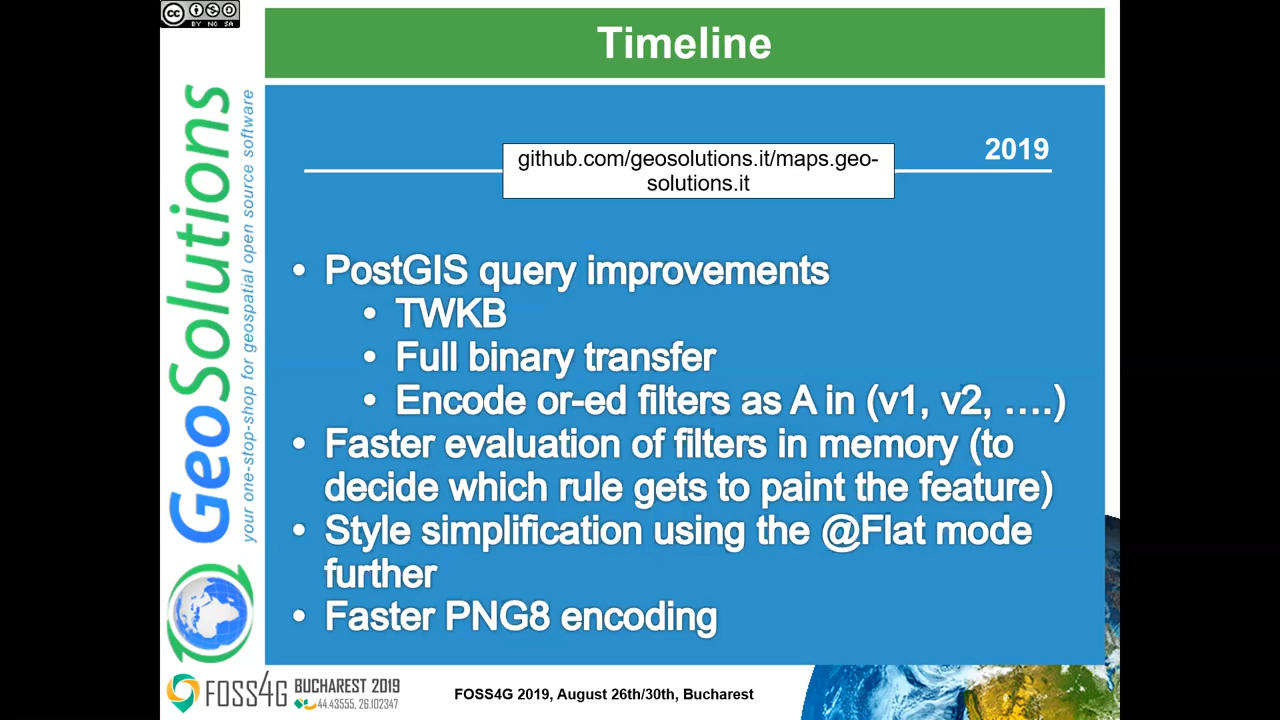 BY NC SA
Timeline
GeoSolutions
your one-stop-shop for geospatial open source software
2019
github.com/geosolutions.it/maps.geo-
solutions.it
• PostGIS query improvements
• TWKB
• Full binary transfer
• Encode or-ed filters as A in (v1, v2, ….)
• Faster evaluation of filters in memory (to
decide which rule gets to paint the feature)
• Style simplification using the @Flat mode
further
• Faster PNG8 encoding
FOSS4G BUCHAREST 2019
44.43555, 26.102347
FOSS4G 2019, August 26th/30th, Bucharest